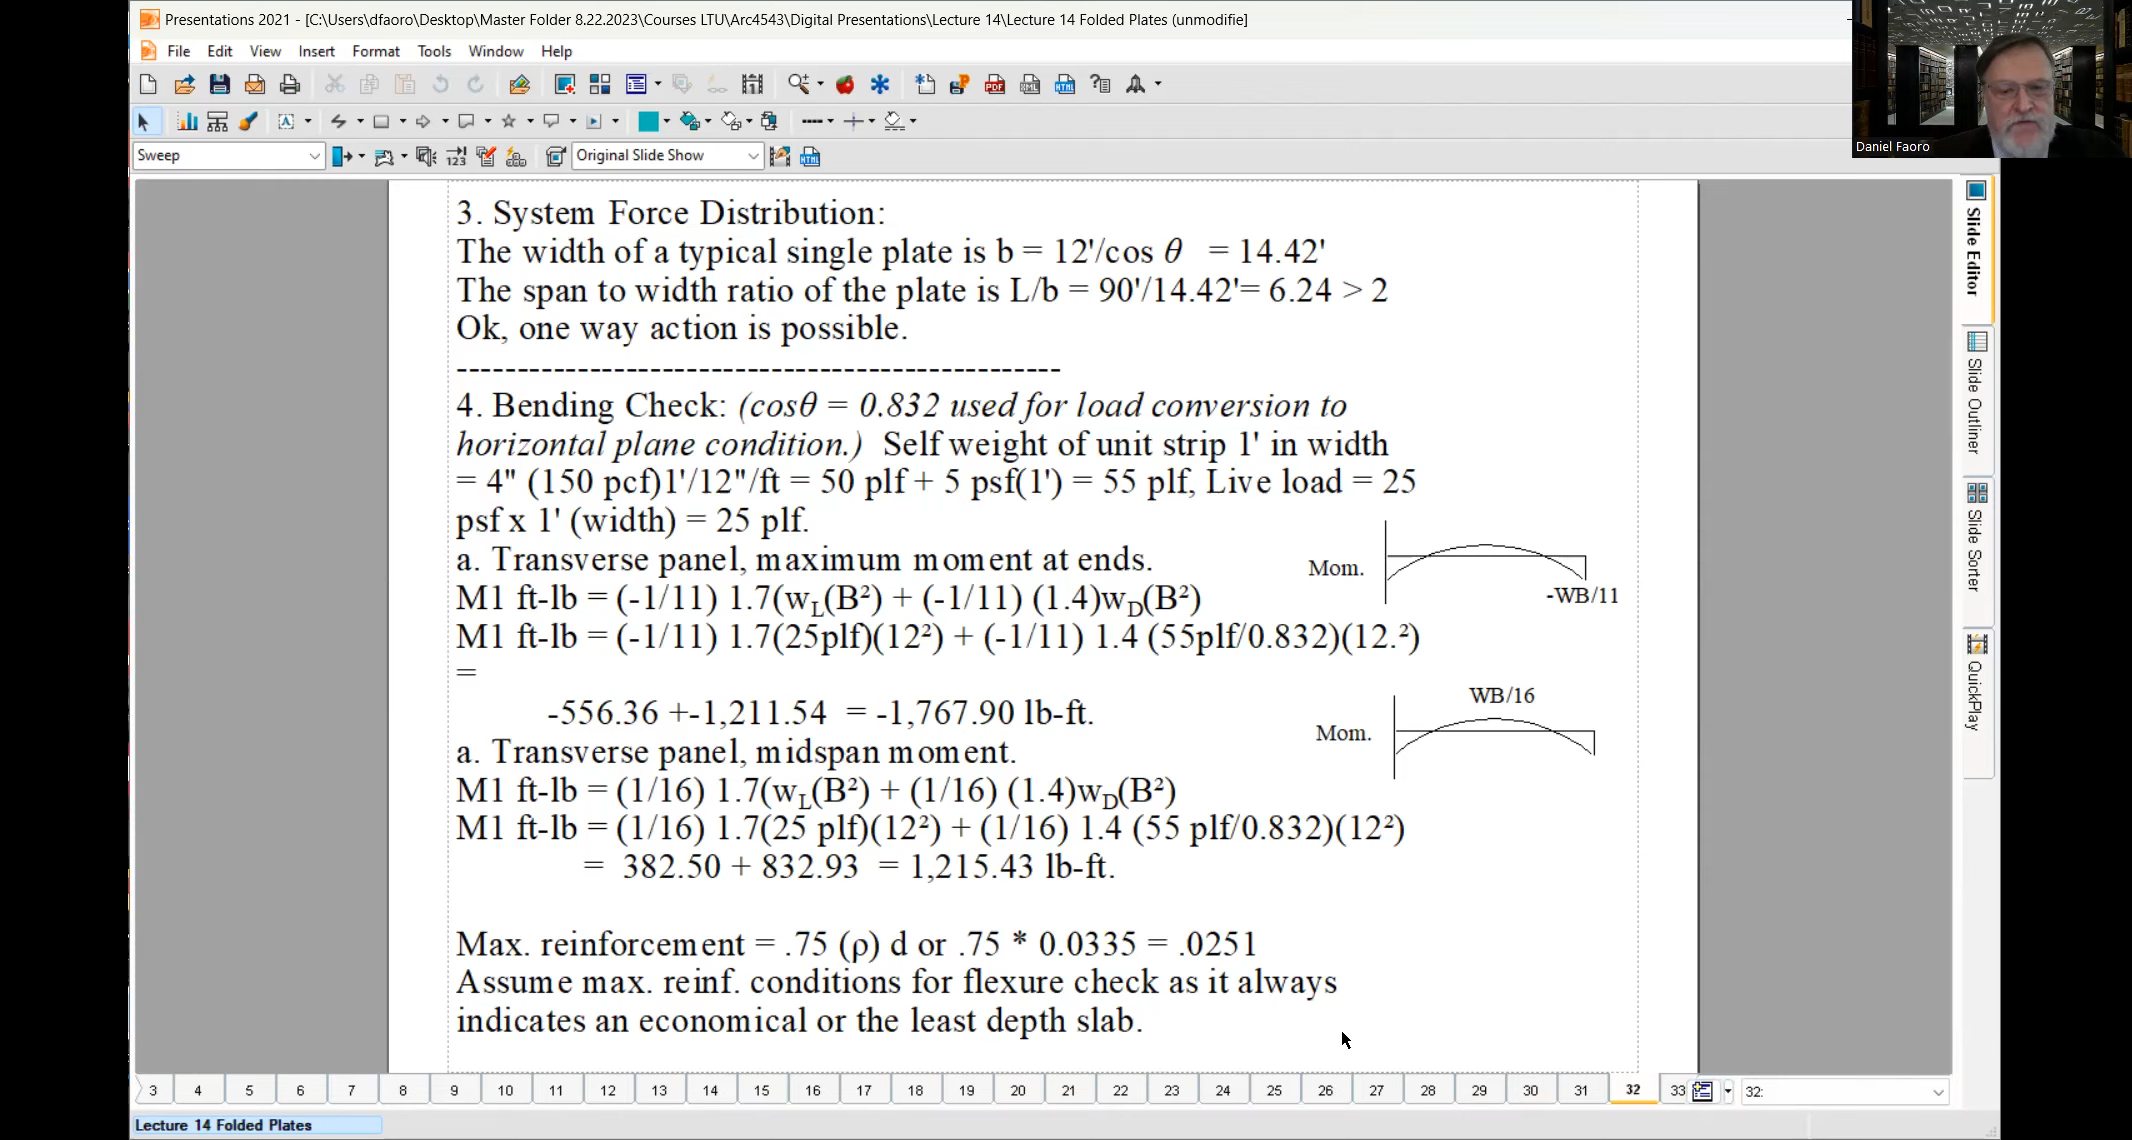 Presentations 2021 - [C:\Users\dfaoro\Desktop\Master Folder 8.22.2023\Courses LTU\Arc4543\Digital Presentations\Lecture 14\Lecture 14 Folded Plates (unmodifie]
File Edit View Insert Format Tools Window Help
Sweep
Original Slide Show
Daniel Faoro
3. System Force Distribution:
The width of a typical single plate is b = 12'/cos θ = 14.42'
The span to width ratio of the plate is L/b = 90'/14.42'= 6.24 > 2
Ok, one way action is possible.
-------------------------------------------------
4. Bending Check: (cosθ = 0.832 used for load conversion to
horizontal plane condition.) Self weight of unit strip 1' in width
= 4" (150 pcf)1'/12"/ft = 50 plf + 5 psf(1') = 55 plf, Live load = 25
psf x 1' (width) = 25 plf.
a. Transverse panel, maximum moment at ends.
M1 ft-lb = (-1/11) 1.7(wL(B²) + (-1/11) (1.4)wD(B²)
M1 ft-lb = (-1/11) 1.7(25plf)(12²) + (-1/11) 1.4 (55plf/0.832)(12.²)
=
-556.36 +-1,211.54 = -1,767.90 lb-ft.
a. Transverse panel, midspan moment.
M1 ft-lb = (1/16) 1.7(wL(B²) + (1/16) (1.4)wD(B²)
M1 ft-lb = (1/16) 1.7(25 plf)(12²) + (1/16) 1.4 (55 plf/0.832)(12²)
= 382.50 + 832.93 = 1,215.43 lb-ft.
Max. reinforcement = .75 (ρ) d or .75 * 0.0335 = .0251
Assume max. reinf. conditions for flexure check as it always
indicates an economical or the least depth slab.
Mom.
-WB/11
WB/16
Mom.
Slide Editor
Slide Outliner
Slide Sorter
QuickPlay
3 4 5 6 7 8 9 10 11 12 13 14 15 16 17 18 19 20 21 22 23 24 25 26 27 28 29 30 31 32 33
32:
Lecture 14 Folded Plates